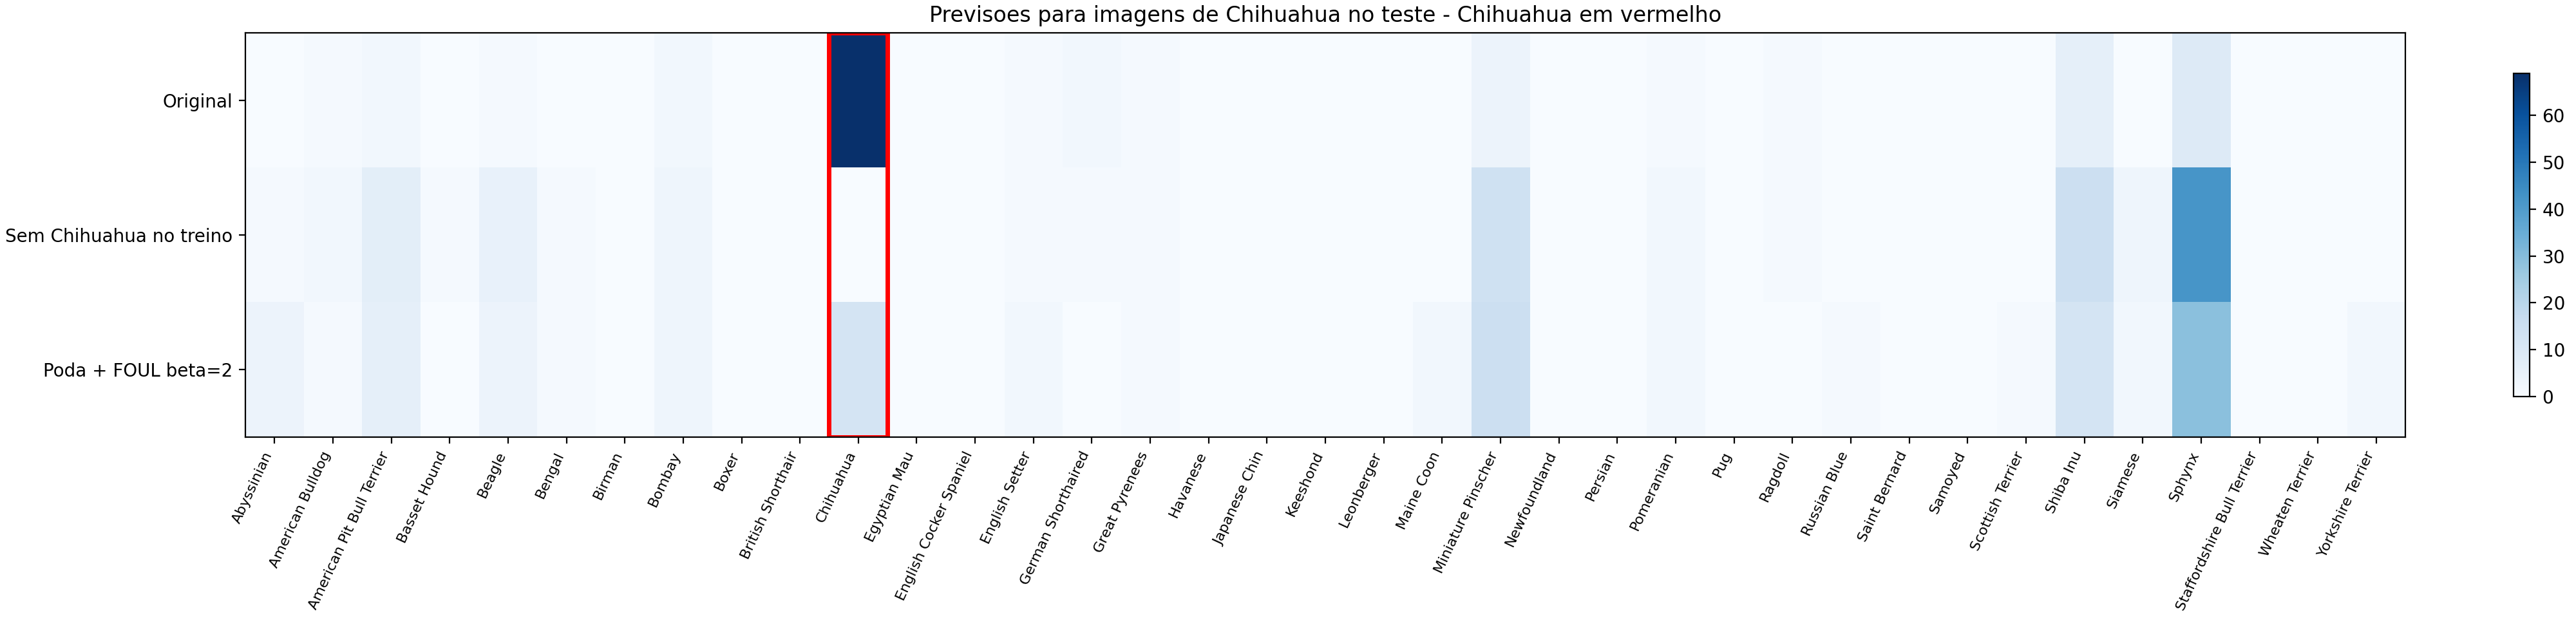 Previsoes para imagens de Chihuahua no teste - Chihuahua em vermelho
Original
Sem Chihuahua no treino
Poda + FOUL beta=2
Abyssinian
American Bulldog
American Pit Bull Terrier
Basset Hound
Beagle
Bengal
Birman
Bombay
Boxer
British Shorthair
Chihuahua
Egyptian Mau
English Cocker Spaniel
English Setter
German Shorthaired
Great Pyrenees
Havanese
Japanese Chin
Keeshond
Leonberger
Maine Coon
Miniature Pinscher
Newfoundland
Persian
Pomeranian
Pug
Ragdoll
Russian Blue
Saint Bernard
Samoyed
Scottish Terrier
Shiba Inu
Siamese
Sphynx
Staffordshire Bull Terrier
Wheaten Terrier
Yorkshire Terrier
60
50
40
30
20
10
0